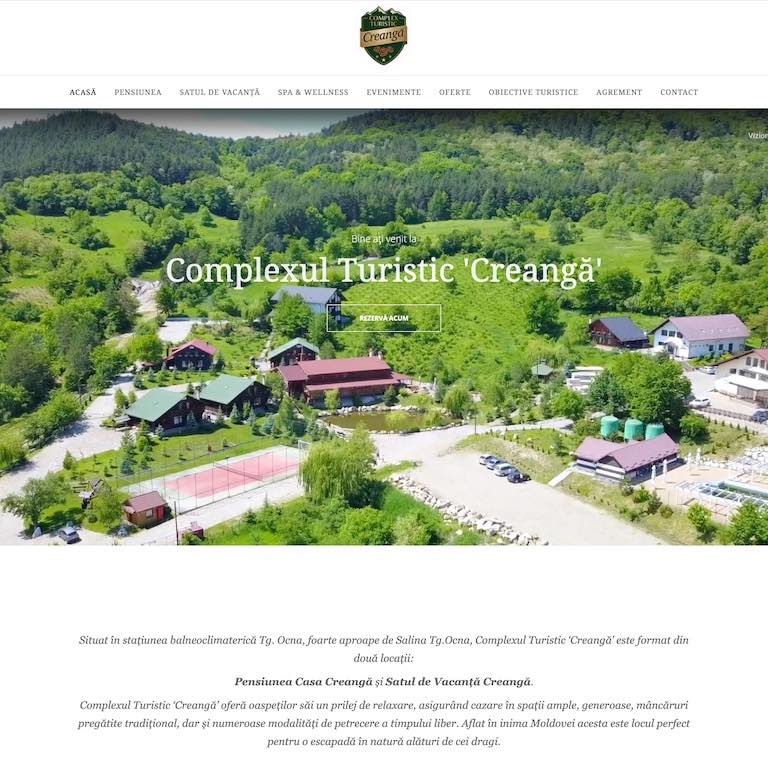 COMPLEX
TURISTIC
Creangă
ACASĂ PENSIUNEA SATUL DE VACANȚĂ SPA & WELLNESS EVENIMENTE OFERTE OBIECTIVE TURISTICE AGREMENT CONTACT
Bine ați venit la
Complexul Turistic 'Creangă'
REZERVĂ ACUM
Situat în stațiunea balneoclimaterică Tg. Ocna, foarte aproape de Salina Tg.Ocna, Complexul Turistic 'Creangă' este format din
două locații:
Pensiunea Casa Creangă și Satul de Vacanță Creangă.
Complexul Turistic 'Creangă' oferă oaspeților săi un prilej de relaxare, asigurând cazare în spații ample, generoase, mâncăruri
pregătite tradițional, dar și numeroase modalități de petrecere a timpului liber. Aflat în inima Moldovei acesta este locul perfect
pentru o escapadă în natură alături de cei dragi.